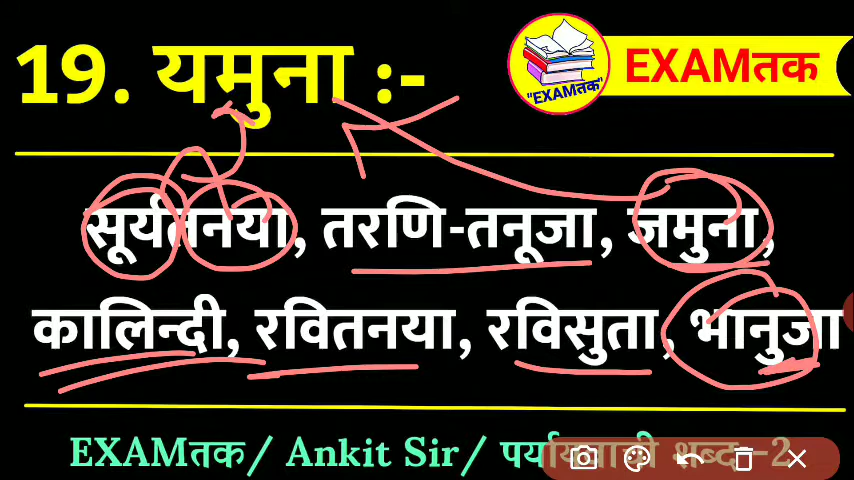 19. यमुना :-
"EXAMतक"
EXAMतक
सूर्यतनया, तरणि-तनूजा, जमुना,
कालिन्दी, रवितनया, रविसुता, भानुजा
EXAMतक/ Ankit Sir/ पर्यायवाची शब्द -2